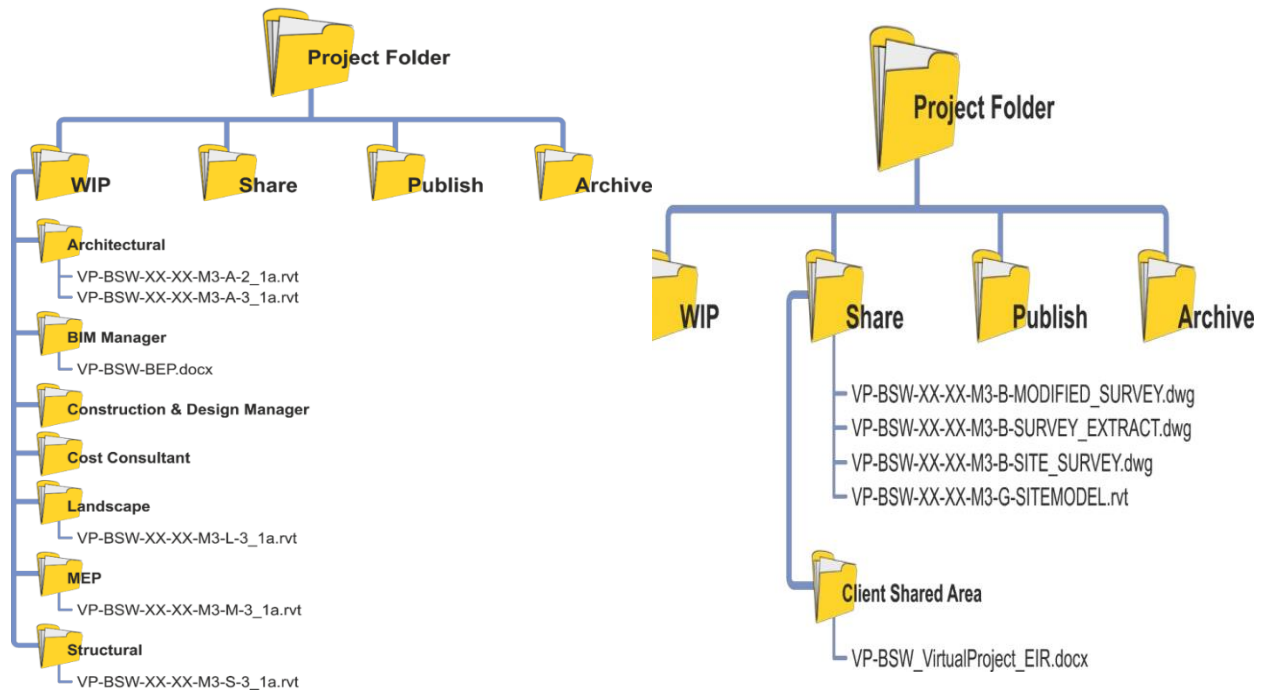 Project Folder
WIP
Share
Publish
Archive
Architectural
VP-BSW-XX-XX-M3-A-2_1a.rvt
VP-BSW-XX-XX-M3-A-3_1a.rvt
BIM Manager
VP-BSW-BEP.docx
Construction & Design Manager
Cost Consultant
Landscape
VP-BSW-XX-XX-M3-L-3_1a.rvt
MEP
VP-BSW-XX-XX-M3-M-3_1a.rvt
Structural
VP-BSW-XX-XX-M3-S-3_1a.rvt
Project Folder
WIP
Share
Publish
Archive
VP-BSW-XX-XX-M3-B-MODIFIED_SURVEY.dwg
VP-BSW-XX-XX-M3-B-SURVEY_EXTRACT.dwg
VP-BSW-XX-XX-M3-B-SITE_SURVEY.dwg
VP-BSW-XX-XX-M3-G-SITEMODEL.rvt
Client Shared Area
VP-BSW_VirtualProject_EIR.docx